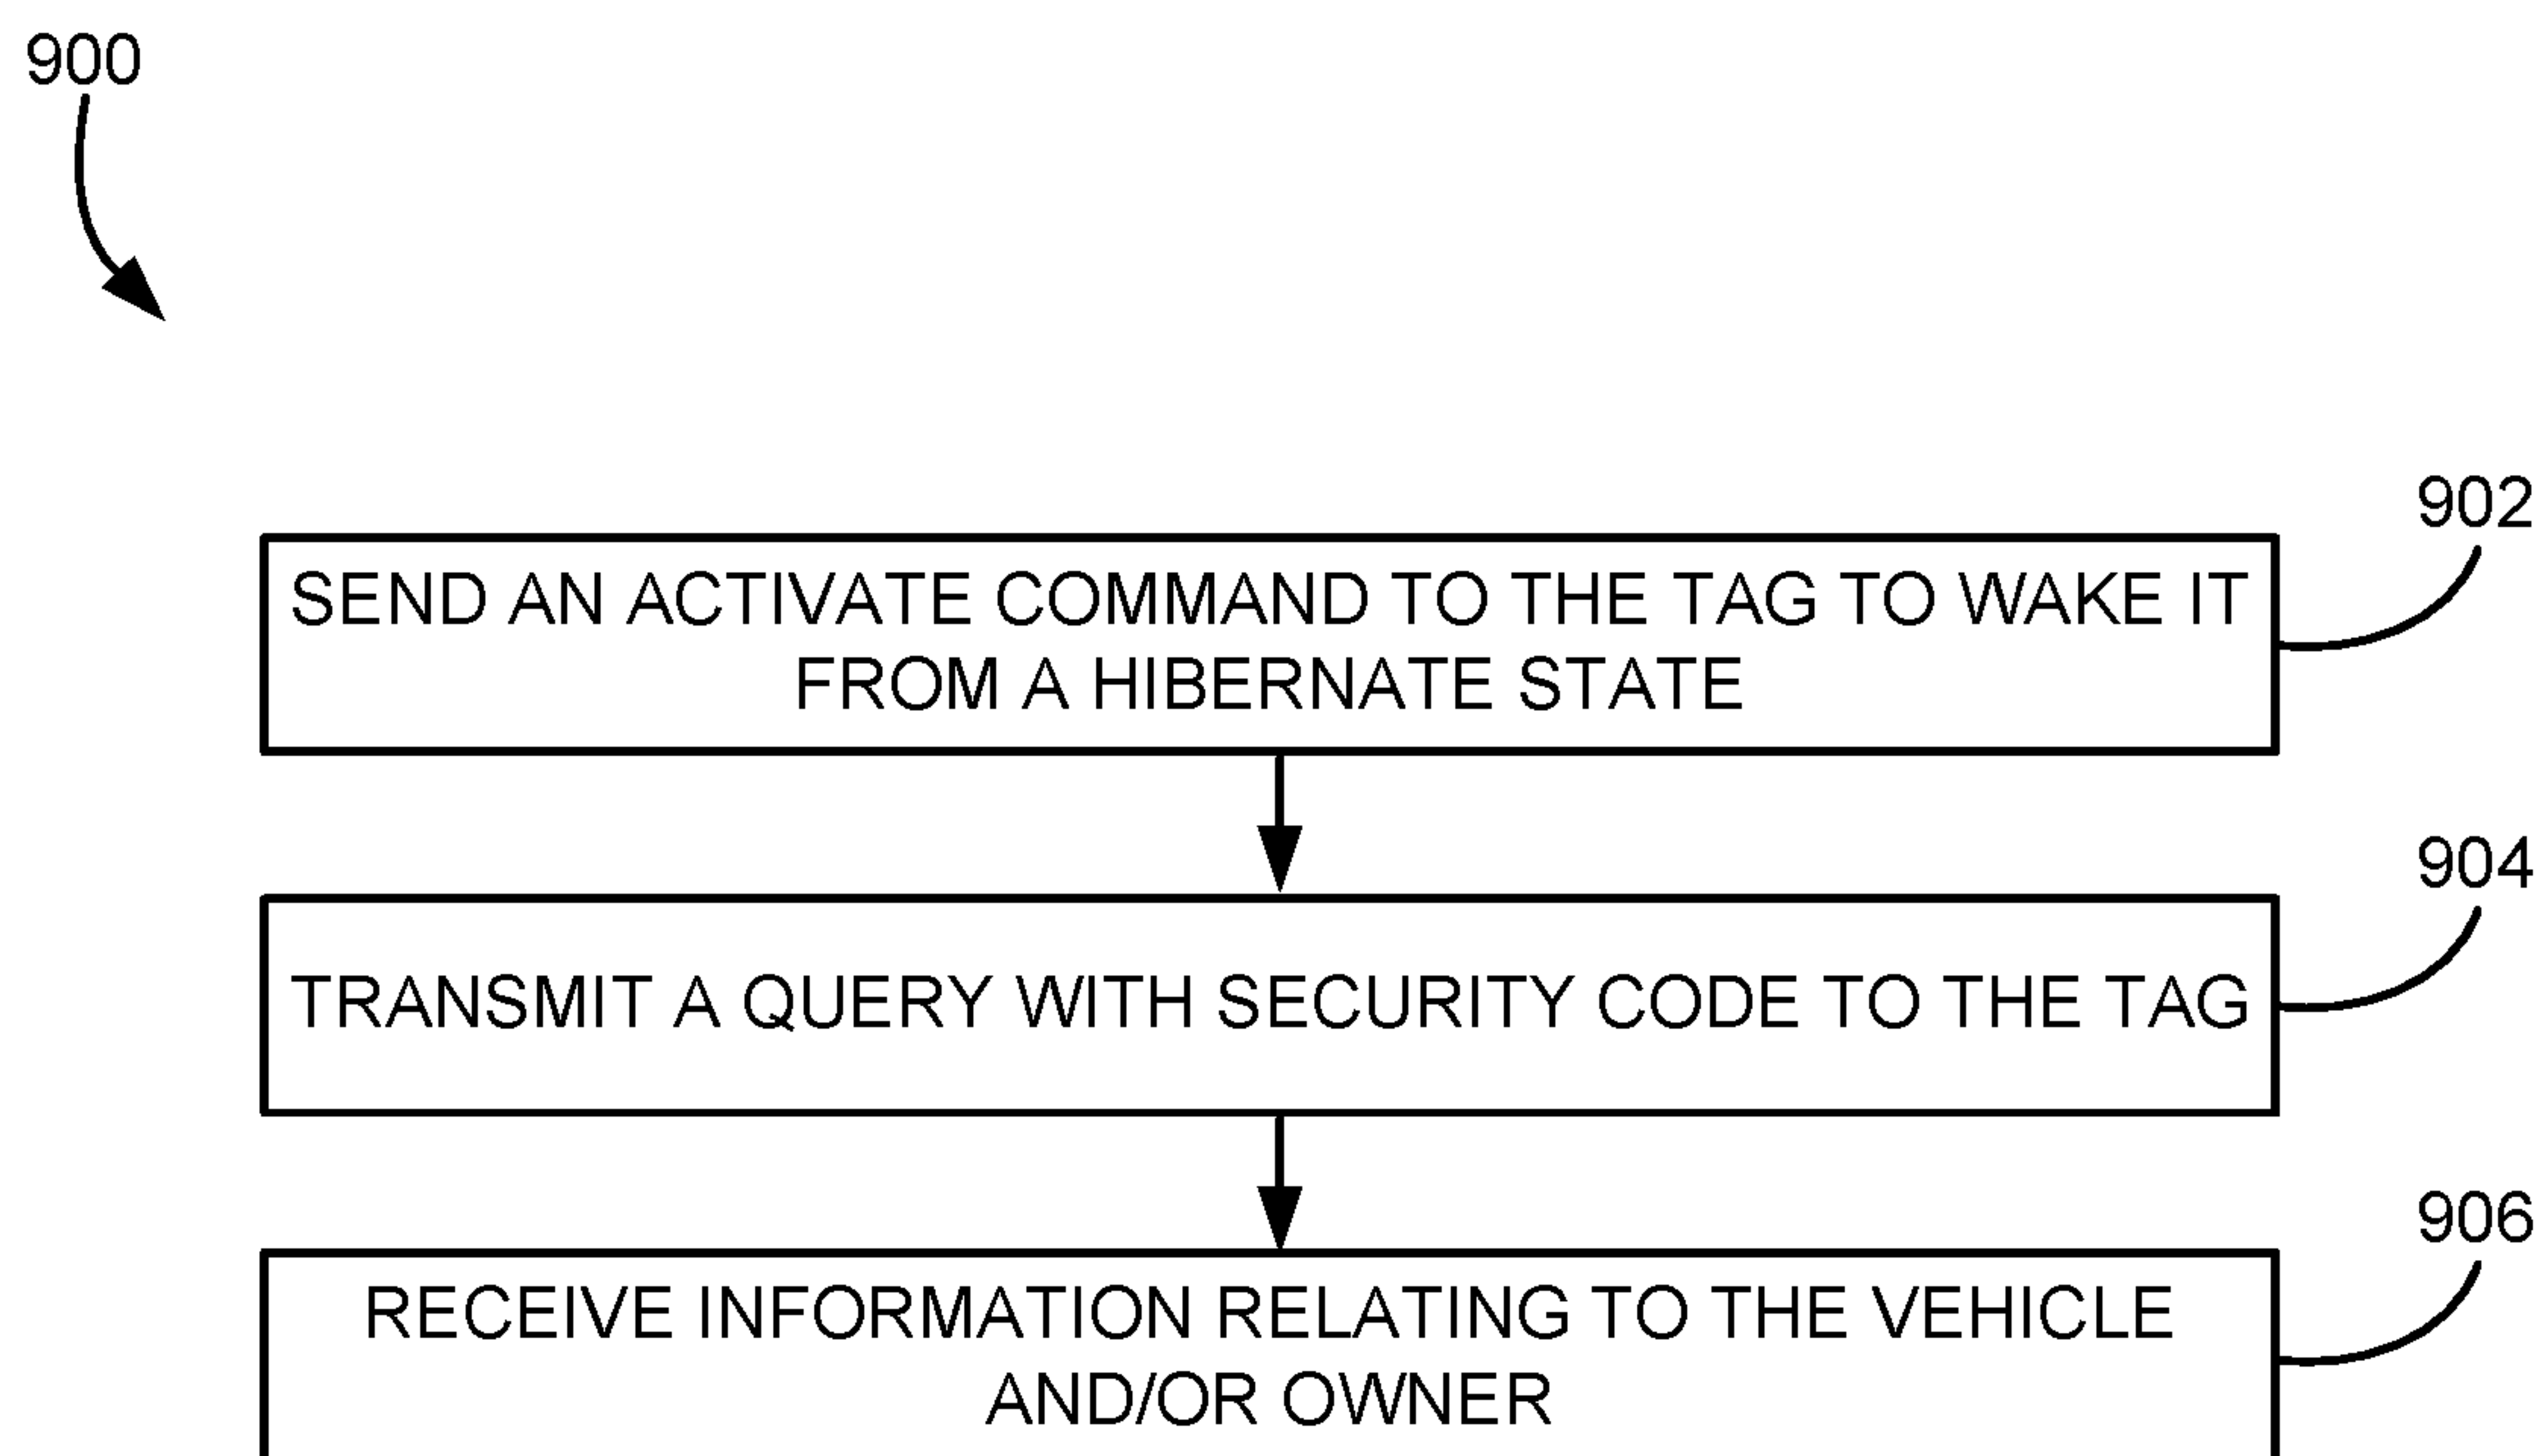 900
902
SEND AN ACTIVATE COMMAND TO THE TAG TO WAKE IT
FROM A HIBERNATE STATE
904
TRANSMIT A QUERY WITH SECURITY CODE TO THE TAG
906
RECEIVE INFORMATION RELATING TO THE VEHICLE
AND/OR OWNER